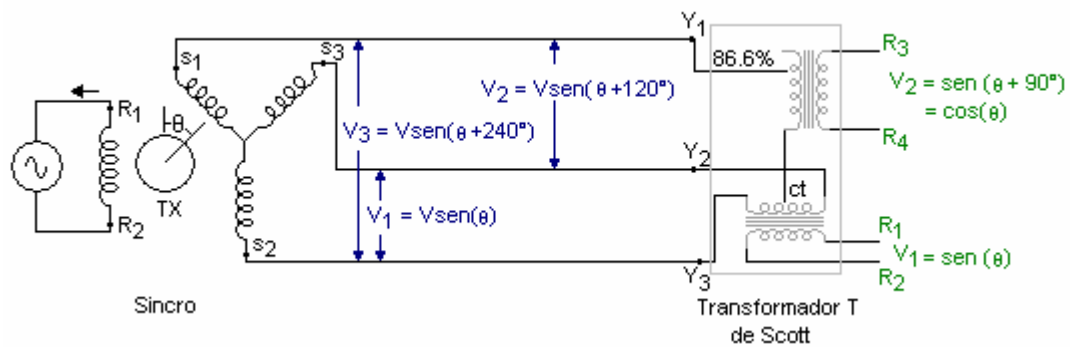 Y1
S1
S3
86.6%
R3
V2 = Vsen(θ+120°)
V2 = sen (θ+ 90°)
= cos(θ)
R1
θ
V3 = Vsen(θ+240°)
R4
Y2
TX
ct
R2
V1 = Vsen(θ)
R1
V1 = sen (θ)
S2
R2
Y3
Sincro
Transformador T
de Scott